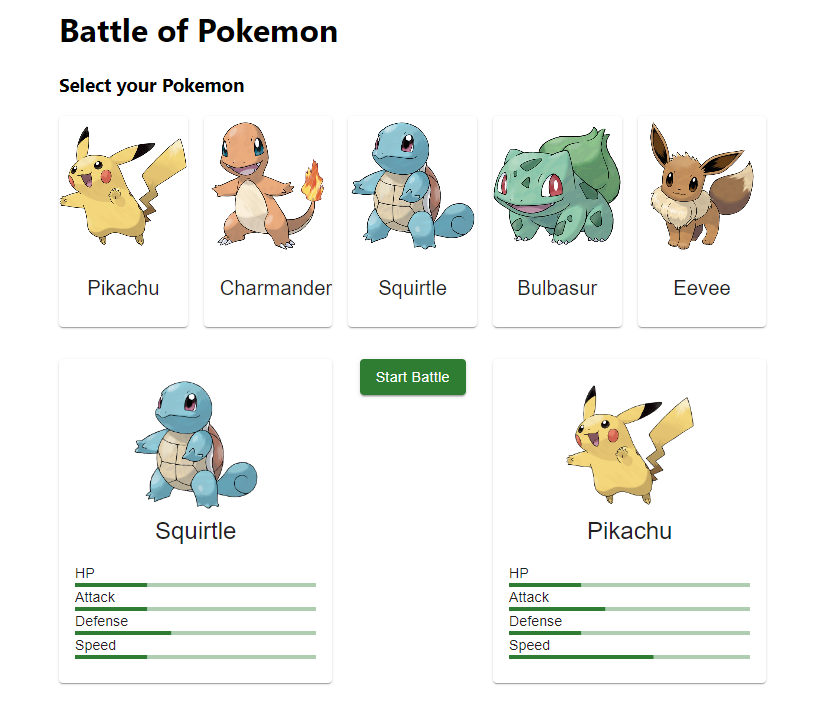 Battle of Pokemon
Select your Pokemon
Pikachu Charmander Squirtle Bulbasur Eevee
Start Battle
Squirtle Pikachu
HP HP
Attack Attack
Defense Defense
Speed Speed